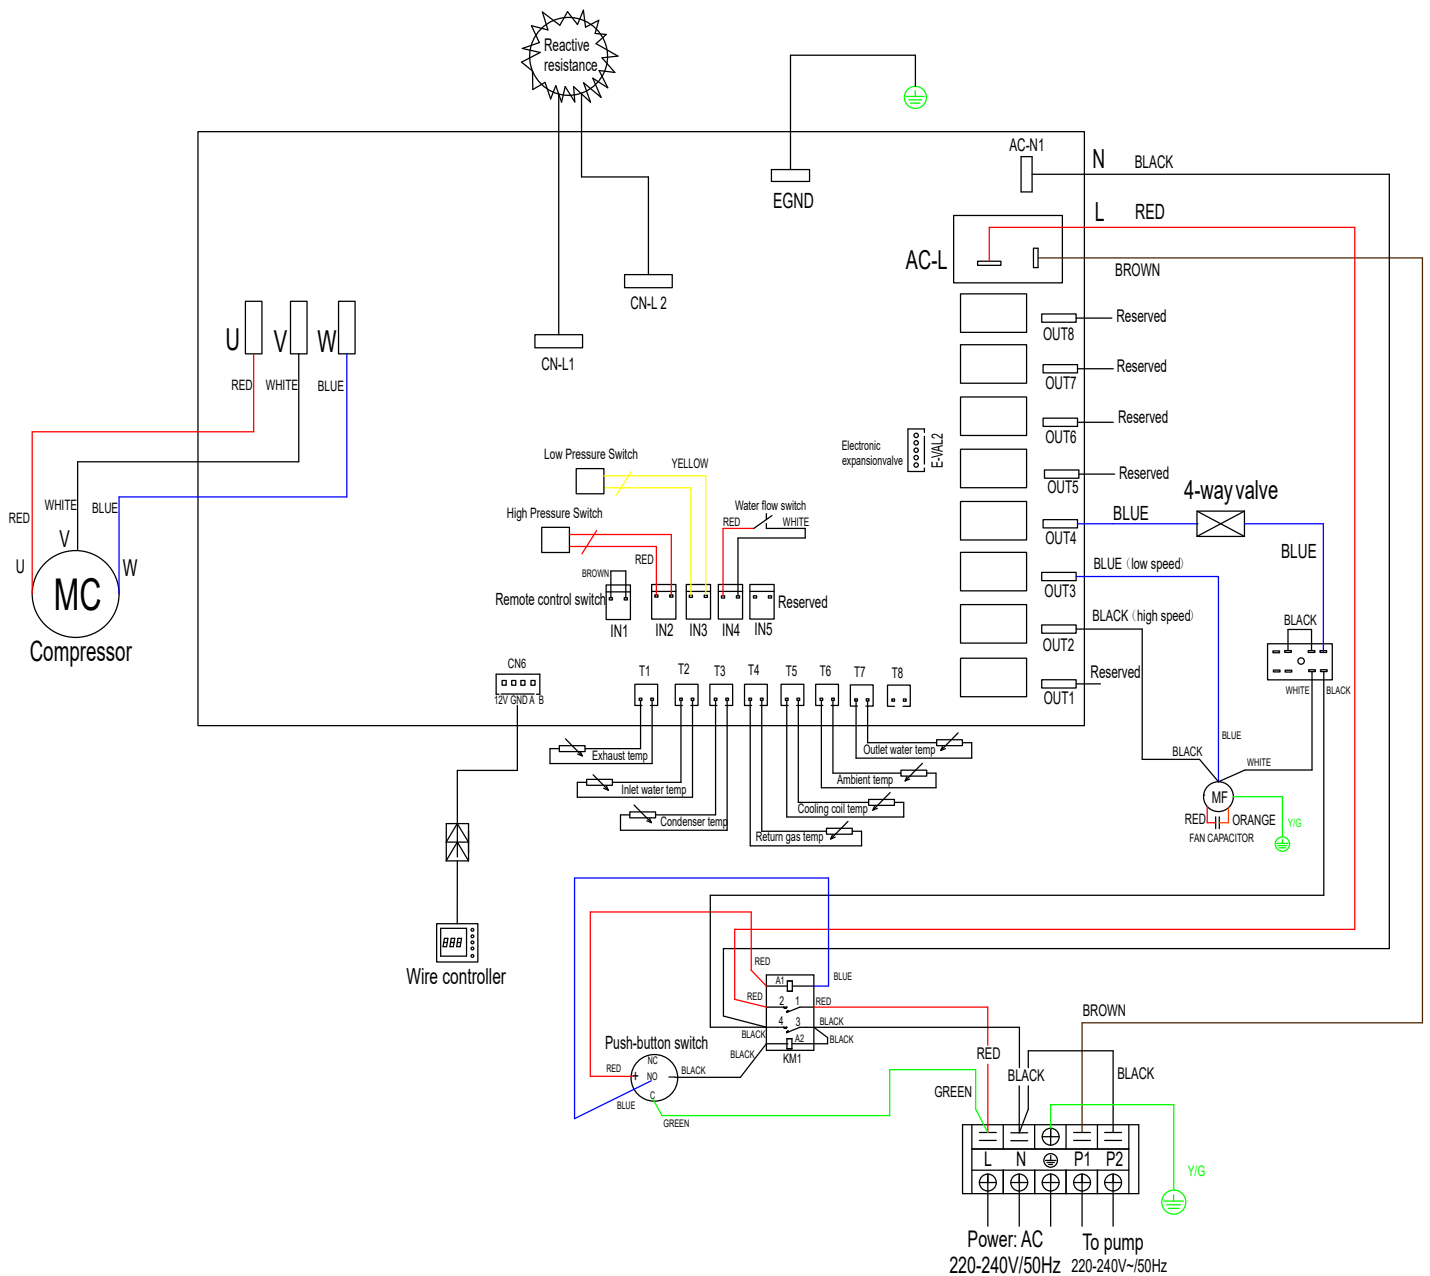 Reactive
resistance
AC-N1
N
BLACK
EGND
L
RED
AC-L
BROWN
CN-L 2
CN-L1
U
V
W
RED
WHITE
BLUE
OUT8
Reserved
OUT7
Reserved
OUT6
Reserved
OUT5
Reserved
OUT4
BLUE
4-way valve
BLUE
OUT3
BLUE (low speed)
OUT2
BLACK (high speed)
OUT1
Reserved
Electronic
expansionvalve
E-VAL2
Low Pressure Switch
YELLOW
High Pressure Switch
RED
Water flow switch
RED
WHITE
BROWN
Remote control switch
Reserved
IN1
IN2
IN3
IN4
IN5
RED
WHITE
BLUE
U
V
W
MC
Compressor
CN6
12V GND A B
T1
T2
T3
T4
T5
T6
T7
T8
Exhaust temp
Inlet water temp
Condenser temp
Return gas temp
Cooling coil temp
Ambient temp
Outlet water temp
BLACK
WHITE
BLACK
BLUE
BLACK
WHITE
MF
RED
ORANGE
FAN CAPACITOR
Y/G
Wire controller
888
RED
A1
BLUE
RED
2
1
RED
4
3
BLACK
BLACK
A2
BLACK
BLACK
KM1
Push-button switch
NC
NO
C
+
-
RED
BLACK
BLUE
GREEN
BROWN
RED
BLACK
BLACK
GREEN
L
N
P1
P2
Y/G
Power: AC
220-240V/50Hz
To pump
220-240V~/50Hz